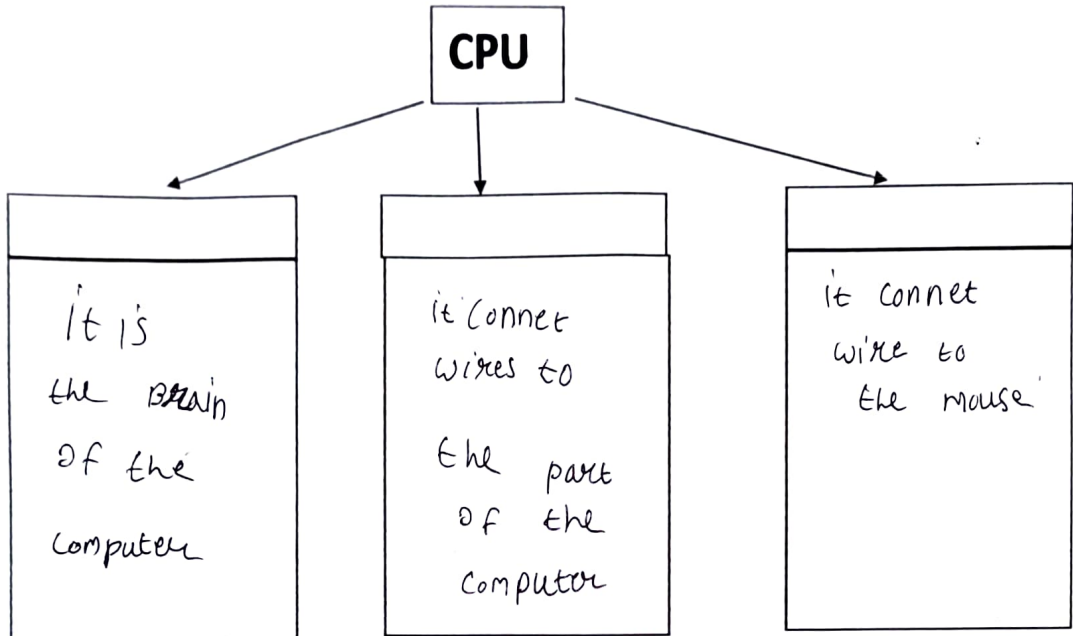 CPU
it is
the Brain
of the
computer
it connet
wires to
the part
of the
computer
it connet
wire to
the mouse